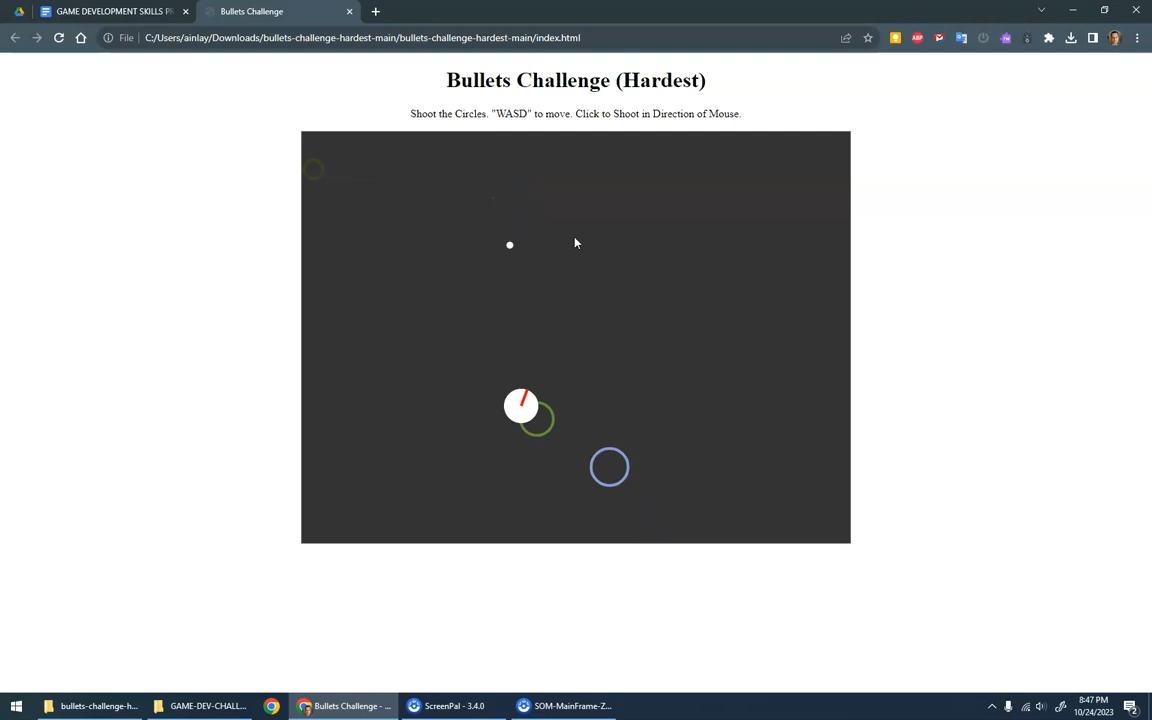 GAME DEVELOPMENT SKILLS PR
Bullets Challenge
File
C:/Users/ainlay/Downloads/bullets-challenge-hardest-main/bullets-challenge-hardest-main/index.html
Bullets Challenge (Hardest)
Shoot the Circles. "WASD" to move. Click to Shoot in Direction of Mouse.
bullets-challenge-h...
GAME-DEV-CHALL...
Bullets Challenge - ...
ScreenPal - 3.4.0
SOM-MainFrame-Z...
8:47 PM
10/24/2023
2